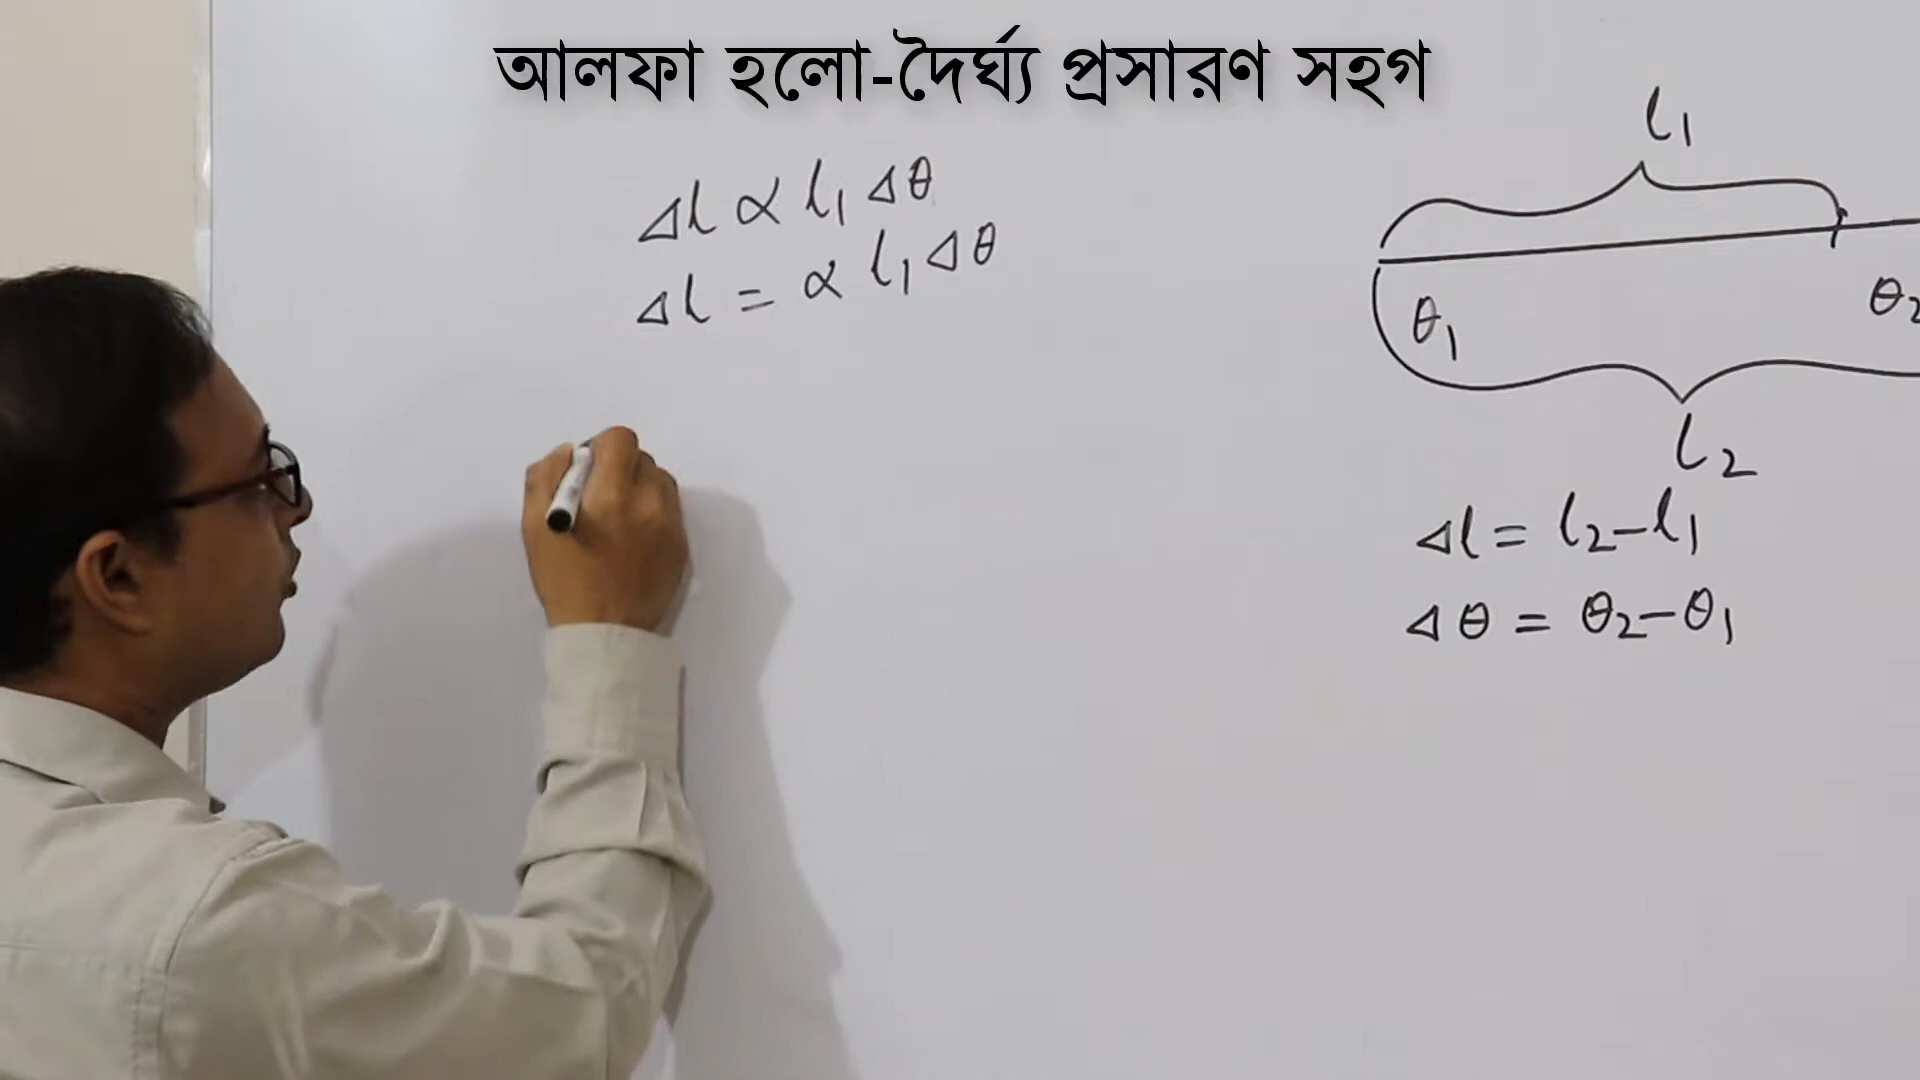 আলফা হলো-দৈর্ঘ্য প্রসারণ সহগ
Δl ∝ l₁ Δθ
Δl = α l₁ Δθ
l₁
θ₁ θ₂
l₂
Δl = l₂-l₁
Δθ = θ₂-θ₁